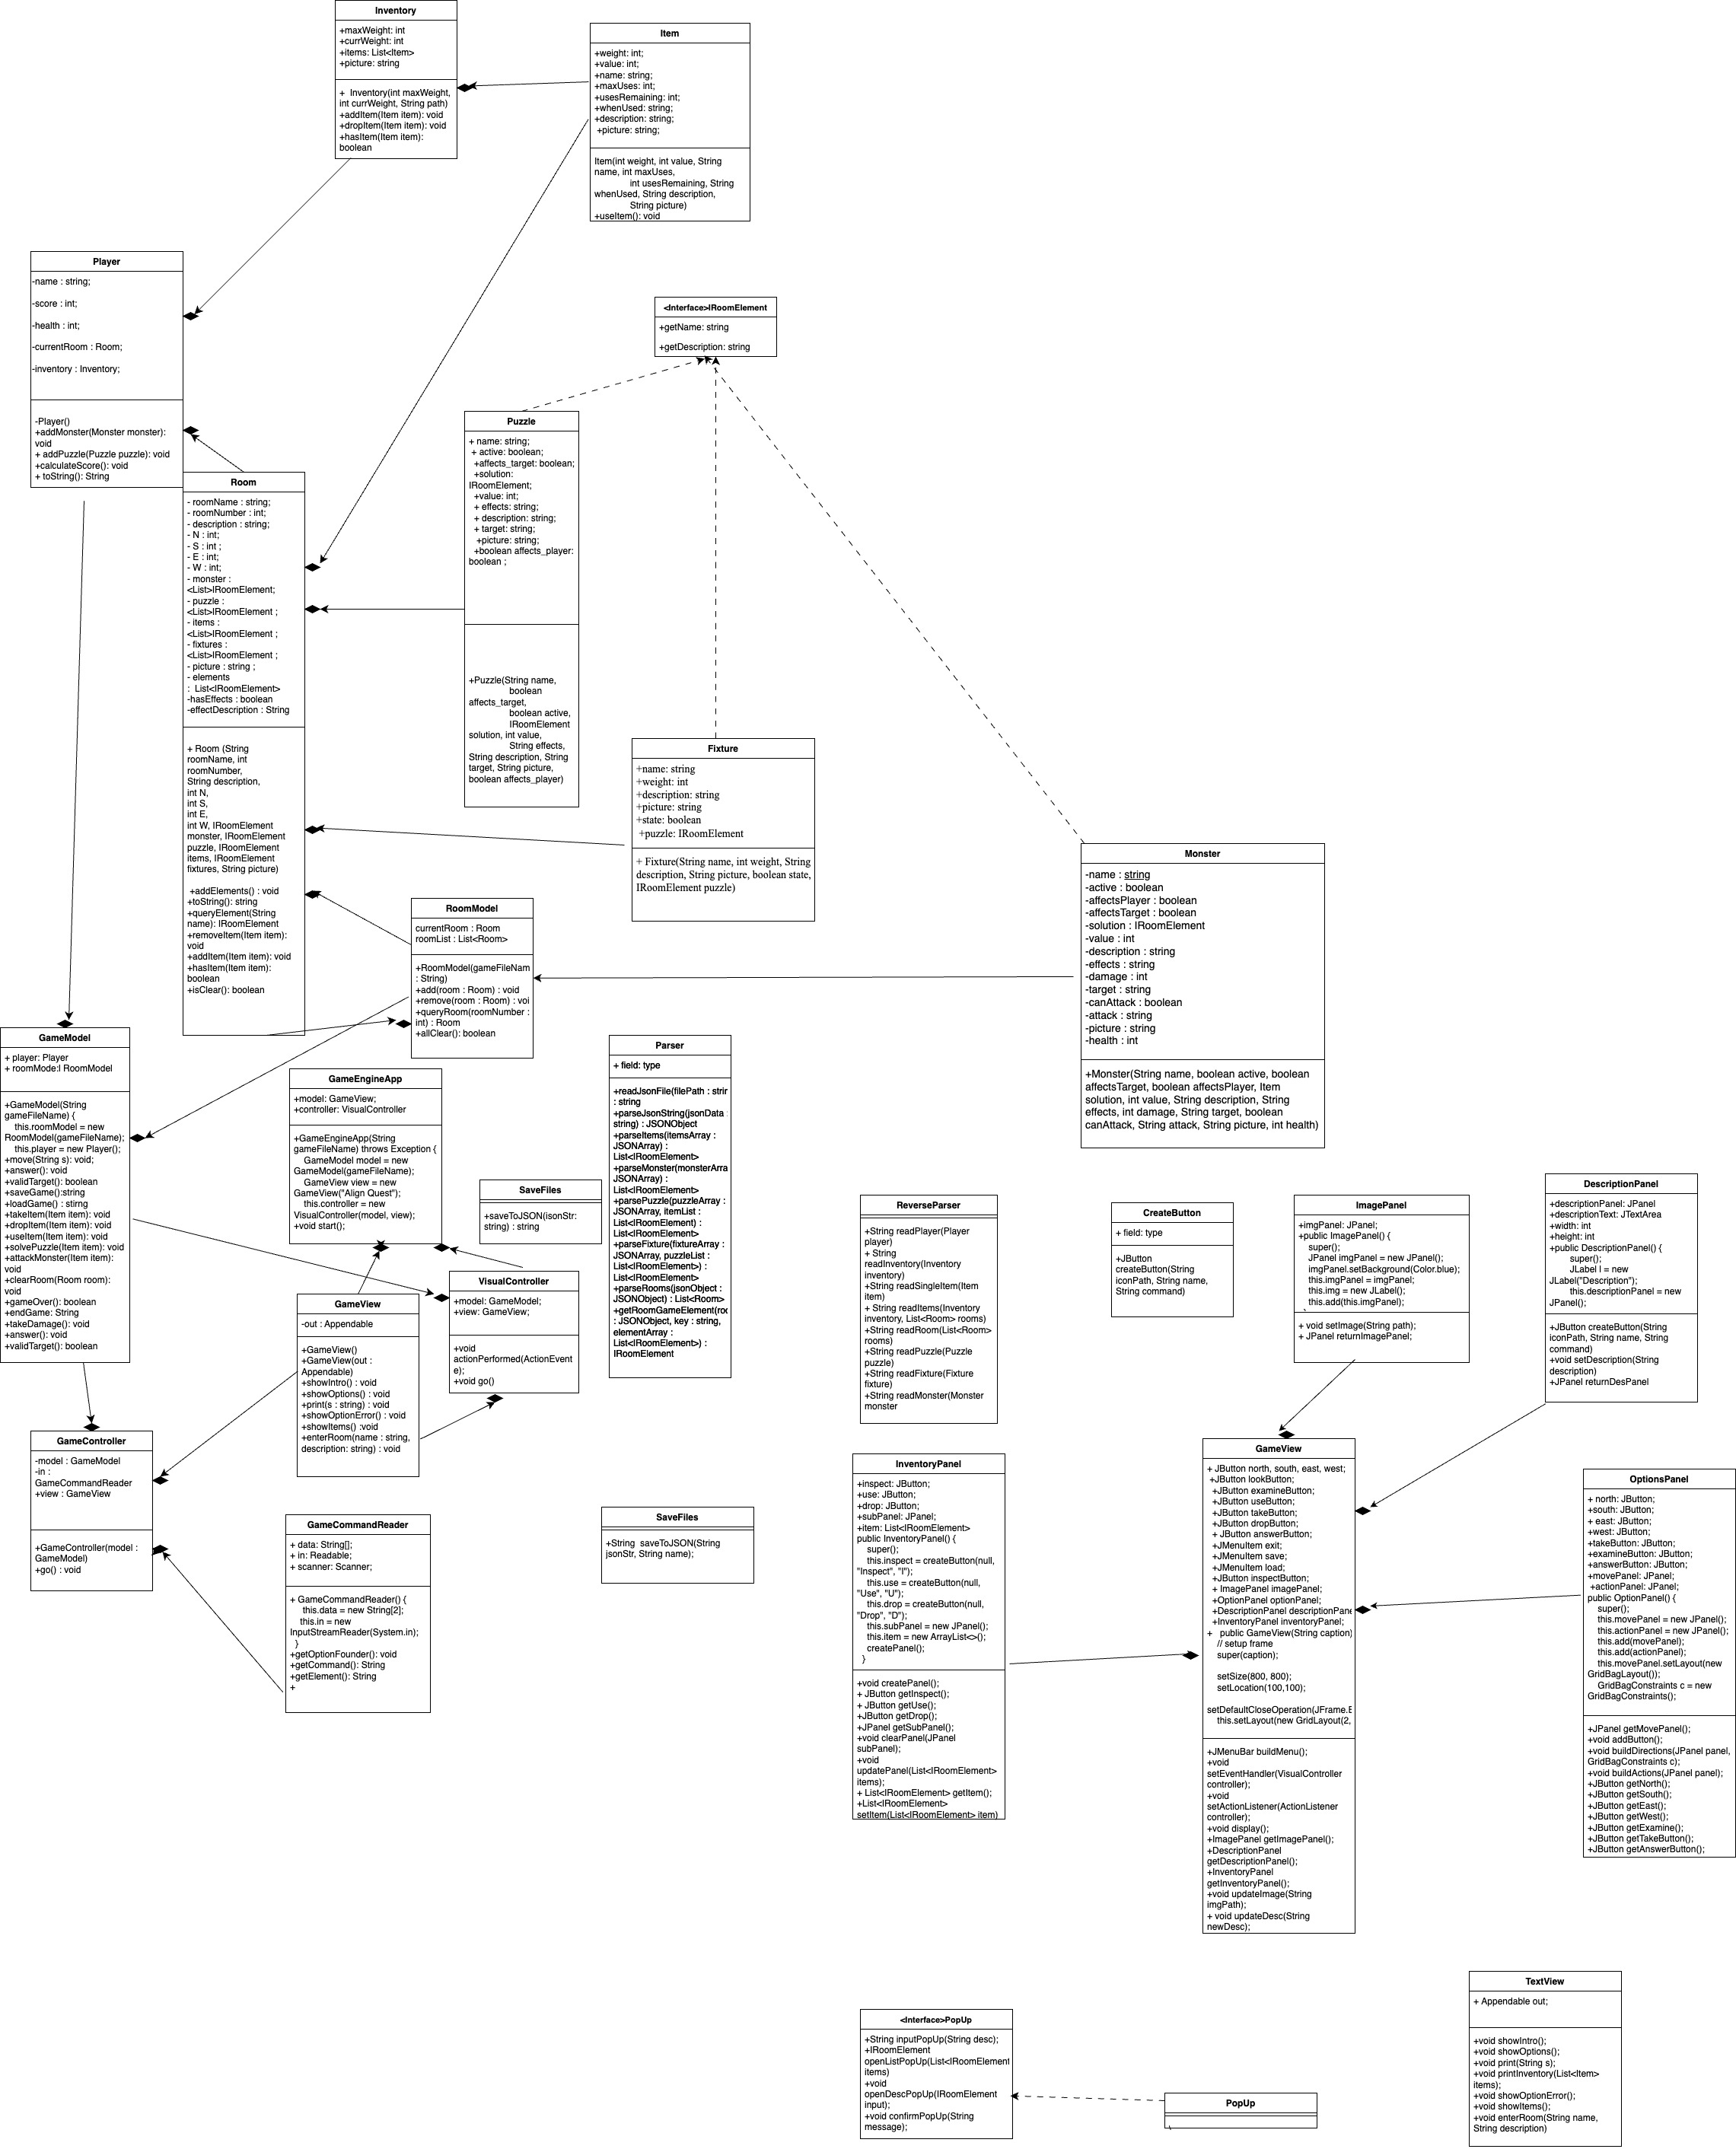 Inventory
+maxWeight: int
+currWeight: int
+items: List<Item>
+picture: string
+  Inventory(int maxWeight,
int currWeight, String path)
+addItem(Item item): void
+dropItem(Item item): void
+hasItem(Item item):
boolean
Item
+weight: int;
+value: int;
+name: string;
+maxUses: int;
+usesRemaining: int;
+whenUsed: string;
+description: string;
+picture: string;
Item(int weight, int value, String
name, int maxUses,
int usesRemaining, String
whenUsed, String description,
String picture)
+useItem(): void
Player
-name : string;
-score : int;
-health : int;
-currentRoom : Room;
-inventory : Inventory;
-Player()
+addMonster(Monster monster):
void
+ addPuzzle(Puzzle puzzle): void
+calculateScore(): void
+ toString(): String
<Interface>IRoomElement
+getName: string
+getDescription: string
Puzzle
+ name: string;
+ active: boolean;
+affects_target: boolean;
+solution:
IRoomElement;
+value: int;
+ effects: string;
+ description: string;
+ target: string;
+picture: string;
+boolean affects_player:
boolean ;
+Puzzle(String name,
boolean
affects_target,
boolean active,
IRoomElement
solution, int value,
String effects,
String description, String
target, String picture,
boolean affects_player)
Room
- roomName : string;
- roomNumber : int;
- description : string;
- N : int;
- S : int ;
- E : int;
- W : int;
- monster :
<List>IRoomElement;
- puzzle :
<List>IRoomElement ;
- items :
<List>IRoomElement ;
- fixtures :
<List>IRoomElement ;
- picture : string ;
- elements
:  List<IRoomElement>
-hasEffects : boolean
-effectDescription : String
+ Room (String
roomName, int
roomNumber,
String description,
int N,
int S,
int E,
int W, IRoomElement
monster, IRoomElement
puzzle, IRoomElement
items, IRoomElement
fixtures, String picture)
+addElements() : void
+toString(): string
+queryElement(String
name): IRoomElement
+removeItem(Item item):
void
+addItem(Item item): void
+hasItem(Item item):
boolean
+isClear(): boolean
Fixture
+name: string
+weight: int
+description: string
+picture: string
+state: boolean
+puzzle: IRoomElement
+ Fixture(String name, int weight, String
description, String picture, boolean state,
IRoomElement puzzle)
Monster
-name : string
-active : boolean
-affectsPlayer : boolean
-affectsTarget : boolean
-solution : IRoomElement
-value : int
-description : string
-effects : string
-damage : int
-target : string
-canAttack : boolean
-attack : string
-picture : string
-health : int
+Monster(String name, boolean active, boolean
affectsTarget, boolean affectsPlayer, Item
solution, int value, String description, String
effects, int damage, String target, boolean
canAttack, String attack, String picture, int health)
RoomModel
currentRoom : Room
roomList : List<Room>
+RoomModel(gameFileNam
: String)
+add(room : Room) : void
+remove(room : Room) : voi
+queryRoom(roomNumber :
int) : Room
+allClear(): boolean
GameModel
+ player: Player
+ roomMode:l RoomModel
+GameModel(String
gameFileName) {
this.roomModel = new
RoomModel(gameFileName);
this.player = new Player();
+move(String s): void;
+answer(): void
+validTarget(): boolean
+saveGame():string
+loadGame() : stirng
+takeItem(Item item): void
+dropItem(Item item): void
+useItem(Item item): void
+solvePuzzle(Item item): void
+attackMonster(Item item):
void
+clearRoom(Room room):
void
+gameOver(): boolean
+endGame: String
+takeDamage(): void
+answer(): void
+validTarget(): boolean
GameEngineApp
+model: GameView;
+controller: VisualController
+GameEngineApp(String
gameFileName) throws Exception {
GameModel model = new
GameModel(gameFileName);
GameView view = new
GameView("Align Quest");
this.controller = new
VisualController(model, view);
+void start();
SaveFiles
+saveToJSON(isonStr:
string) : string
Parser
+ field: type
+readJsonFile(filePath : strir
: string
+parseJsonString(jsonData
string) : JSONObject
+parseItems(itemsArray :
JSONArray) :
List<IRoomElement>
+parseMonster(monsterArra
JSONArray) :
List<IRoomElement>
+parsePuzzle(puzzleArray :
JSONArray, itemList :
List<IRoomElement) :
List<IRoomElement>
+parseFixture(fixtureArray :
JSONArray, puzzleList :
List<IRoomElement>) :
List<IRoomElement>
+parseRooms(jsonObject :
JSONObject) : List<Room>
+getRoomGameElement(roo
: JSONObject, key : string,
elementArray :
List<IRoomElement>) :
IRoomElement
VisualController
+model: GameModel;
+view: GameView;
+void
actionPerformed(ActionEvent
e);
+void go()
GameView
-out : Appendable
+GameView()
+GameView(out :
Appendable)
+showIntro() : void
+showOptions() : void
+print(s : string) : void
+showOptionError() : void
+showItems() :void
+enterRoom(name : string,
description: string) : void
GameController
-model : GameModel
-in :
GameCommandReader
+view : GameView
+GameController(model :
GameModel)
+go() : void
GameCommandReader
+ data: String[];
+ in: Readable;
+ scanner: Scanner;
+ GameCommandReader() {
this.data = new String[2];
this.in = new
InputStreamReader(System.in);
}
+getOptionFounder(): void
+getCommand(): String
+getElement(): String
+
SaveFiles
+String  saveToJSON(String
jsonStr, String name);
ReverseParser
+String readPlayer(Player
player)
+ String
readInventory(Inventory
inventory)
+String readSingleItem(Item
item)
+ String readItems(Inventory
inventory, List<Room> rooms)
+String readRoom(List<Room>
rooms)
+String readPuzzle(Puzzle
puzzle)
+String readFixture(Fixture
fixture)
+String readMonster(Monster
monster
CreateButton
+ field: type
+JButton
createButton(String
iconPath, String name,
String command)
ImagePanel
+imgPanel: JPanel;
+public ImagePanel() {
super();
JPanel imgPanel = new JPanel();
imgPanel.setBackground(Color.blue);
this.imgPanel = imgPanel;
this.img = new JLabel();
this.add(this.imgPanel);
+ void setImage(String path);
+ JPanel returnImagePanel;
DescriptionPanel
+descriptionPanel: JPanel
+descriptionText: JTextArea
+width: int
+height: int
+public DescriptionPanel() {
super();
JLabel l = new
JLabel("Description");
this.descriptionPanel = new
JPanel();
+JButton createButton(String
iconPath, String name, String
command)
+void setDescription(String
description)
+JPanel returnDesPanel
InventoryPanel
+inspect: JButton;
+use: JButton;
+drop: JButton;
+subPanel: JPanel;
+item: List<IRoomElement>
public InventoryPanel() {
super();
this.inspect = createButton(null,
"Inspect", "I");
this.use = createButton(null,
"Use", "U");
this.drop = createButton(null,
"Drop", "D");
this.subPanel = new JPanel();
this.item = new ArrayList<>();
createPanel();
}
+void createPanel();
+ JButton getInspect();
+ JButton getUse();
+JButton getDrop();
+JPanel getSubPanel();
+void clearPanel(JPanel
subPanel);
+void
updatePanel(List<IRoomElement>
items);
+ List<IRoomElement> getItem();
+List<IRoomElement>
setItem(List<IRoomElement> item)
GameView
+ JButton north, south, east, west;
+JButton lookButton;
+JButton examineButton;
+JButton useButton;
+JButton takeButton;
+JButton dropButton;
+ JButton answerButton;
+JMenuItem exit;
+JMenuItem save;
+JMenuItem load;
+JButton inspectButton;
+ ImagePanel imagePanel;
+OptionPanel optionPanel;
+DescriptionPanel descriptionPane
+InventoryPanel inventoryPanel;
+   public GameView(String caption)
// setup frame
super(caption);
setSize(800, 800);
setLocation(100,100);
setDefaultCloseOperation(JFrame.E
this.setLayout(new GridLayout(2,
+JMenuBar buildMenu();
+void
setEventHandler(VisualController
controller);
+void
setActionListener(ActionListener
controller);
+void display();
+ImagePanel getImagePanel();
+DescriptionPanel
getDescriptionPanel();
+InventoryPanel
getInventoryPanel();
+void updateImage(String
imgPath);
+ void updateDesc(String
newDesc);
OptionsPanel
+ north: JButton;
+south: JButton;
+ east: JButton;
+west: JButton;
+takeButton: JButton;
+examineButton: JButton;
+answerButton: JButton;
+movePanel: JPanel;
+actionPanel: JPanel;
public OptionPanel() {
super();
this.movePanel = new JPanel();
this.actionPanel = new JPanel();
this.add(movePanel);
this.add(actionPanel);
this.movePanel.setLayout(new
GridBagLayout());
GridBagConstraints c = new
GridBagConstraints();
+JPanel getMovePanel();
+void addButton();
+void buildDirections(JPanel panel,
GridBagConstraints c);
+void buildActions(JPanel panel);
+JButton getNorth();
+JButton getSouth();
+JButton getEast();
+JButton getWest();
+JButton getExamine();
+JButton getTakeButton();
+JButton getAnswerButton();
<Interface>PopUp
+String inputPopUp(String desc);
+IRoomElement
openListPopUp(List<IRoomElement
items)
+void
openDescPopUp(IRoomElement
input);
+void confirmPopUp(String
message);
PopUp
TextView
+ Appendable out;
+void showIntro();
+void showOptions();
+void print(String s);
+void printInventory(List<Item>
items);
+void showOptionError();
+void showItems();
+void enterRoom(String name,
String description)